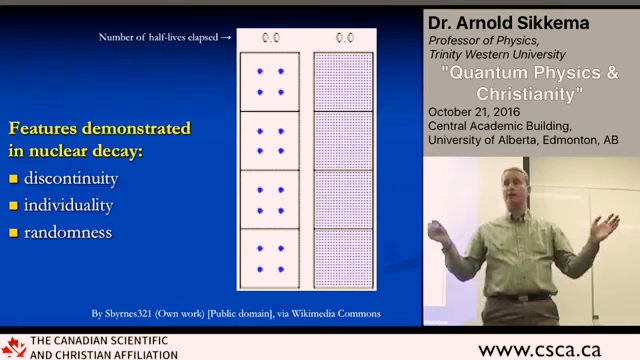 Number of half-lives elapsed →
0.0
0.0
Features demonstrated
in nuclear decay:
discontinuity
individuality
randomness
By Sbyrnes321 (Own work) [Public domain], via Wikimedia Commons
Dr. Arnold Sikkema
Professor of Physics,
Trinity Western University
"Quantum Physics &
Christianity"
October 21, 2016
Central Academic Building,
University of Alberta, Edmonton, AB
THE CANADIAN SCIENTIFIC
AND CHRISTIAN AFFILIATION
www.csca.ca